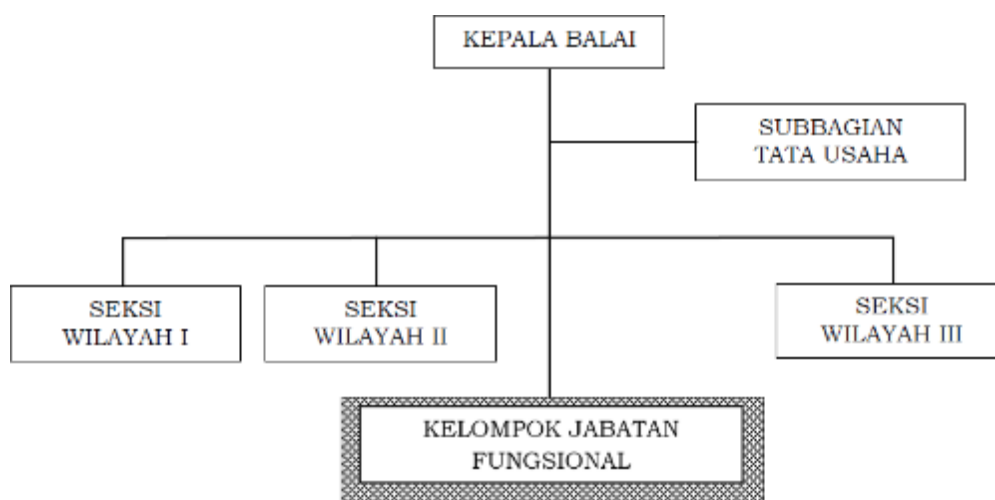 KEPALA BALAI
SUBBAGIAN
TATA USAHA
SEKSI
WILAYAH I
SEKSI
WILAYAH II
SEKSI
WILAYAH III
KELOMPOK JABATAN
FUNGSIONAL